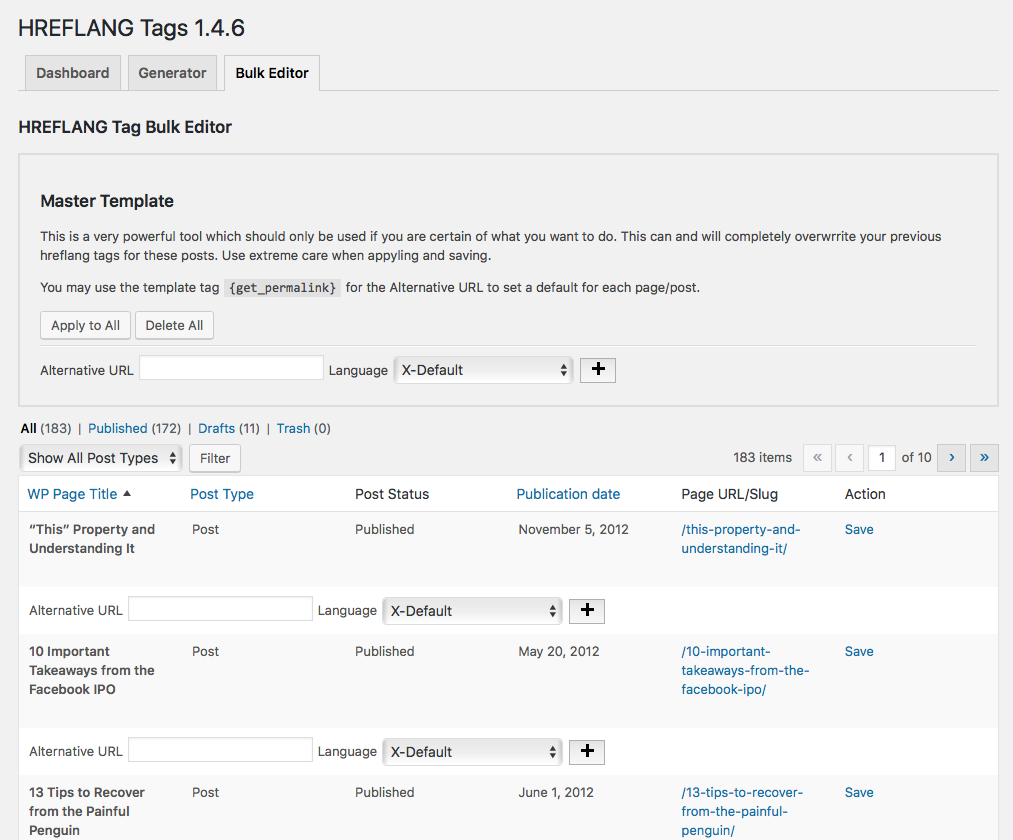 HREFLANG Tags 1.4.6
Dashboard Generator Bulk Editor
HREFLANG Tag Bulk Editor
Master Template
This is a very powerful tool which should only be used if you are certain of what you want to do. This can and will completely overwrrite your previous
hreflang tags for these posts. Use extreme care when appyling and saving.
You may use the template tag {get_permalink} for the Alternative URL to set a default for each page/post.
Apply to All Delete All
Alternative URL Language X-Default +
All (183) | Published (172) | Drafts (11) | Trash (0)
Show All Post Types Filter 183 items « ‹ 1 of 10 › »
WP Page Title Post Type Post Status Publication date Page URL/Slug Action
“This” Property and Post Published November 5, 2012 /this-property-and- Save
Understanding It understanding-it/
Alternative URL Language X-Default +
10 Important Post Published May 20, 2012 /10-important- Save
Takeaways from the takeaways-from-the-
Facebook IPO facebook-ipo/
Alternative URL Language X-Default +
13 Tips to Recover Post Published June 1, 2012 /13-tips-to-recover- Save
from the Painful from-the-painful-
Penguin penguin/